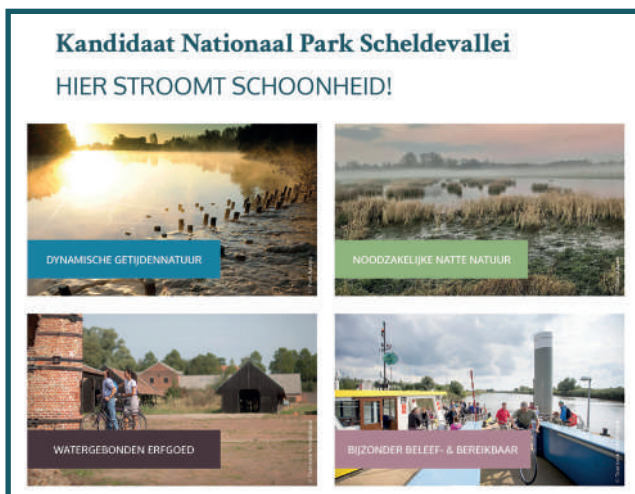 Kandidaat Nationaal Park Scheldevallei
HIER STROOMT SCHOONHEID!
DYNAMISCHE GETIJDENNATUUR
NOODZAKELIJKE NATTE NATUUR
WATERGEBONDEN ERFGOED
BIJZONDER BELEEF- & BEREIKBAAR